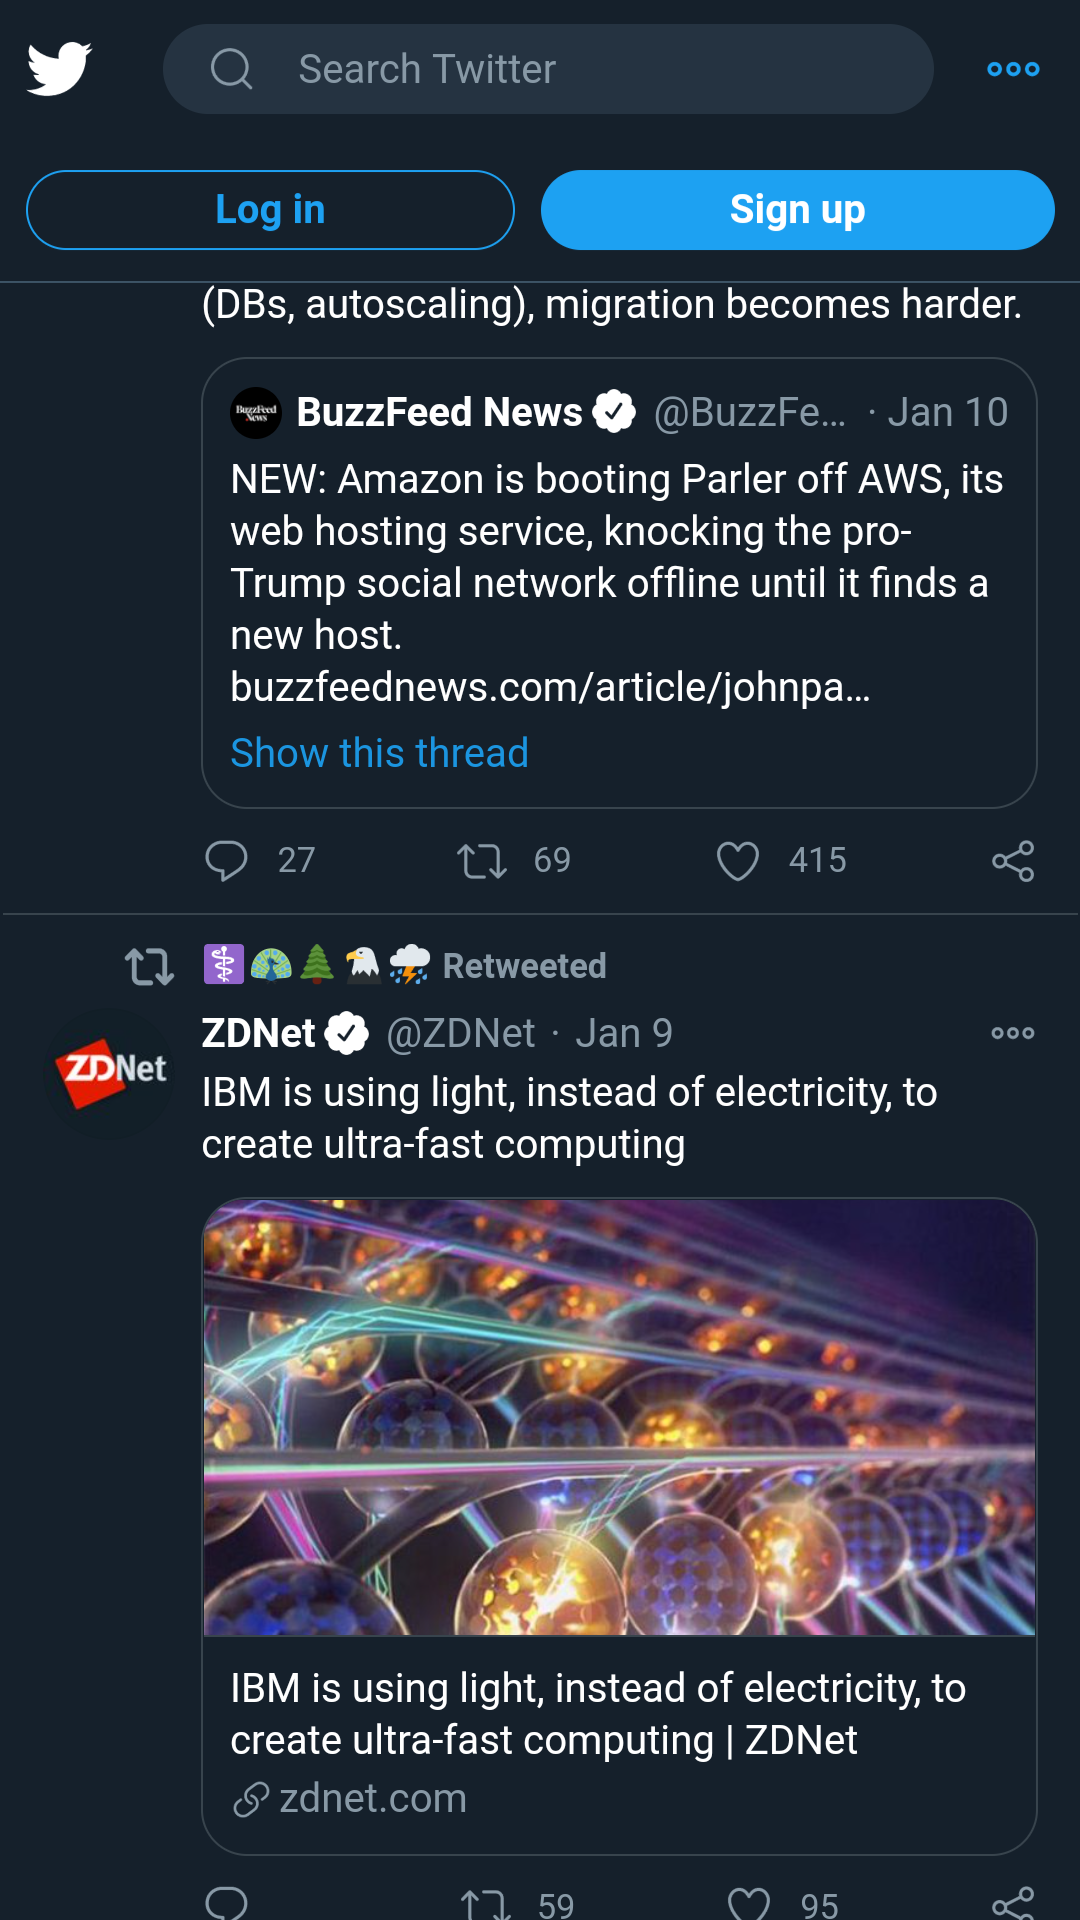 Search Twitter
Log in
Sign up
(DBs, autoscaling), migration becomes harder.
BuzzFeed News
BuzzFeed News @BuzzFe... · Jan 10
NEW: Amazon is booting Parler off AWS, its
web hosting service, knocking the pro-
Trump social network offline until it finds a
new host.
buzzfeednews.com/article/johnpa...
Show this thread
27 69 415
Retweeted
ZDNet
ZDNet @ZDNet · Jan 9
IBM is using light, instead of electricity, to
create ultra-fast computing
IBM is using light, instead of electricity, to
create ultra-fast computing | ZDNet
zdnet.com
59 95